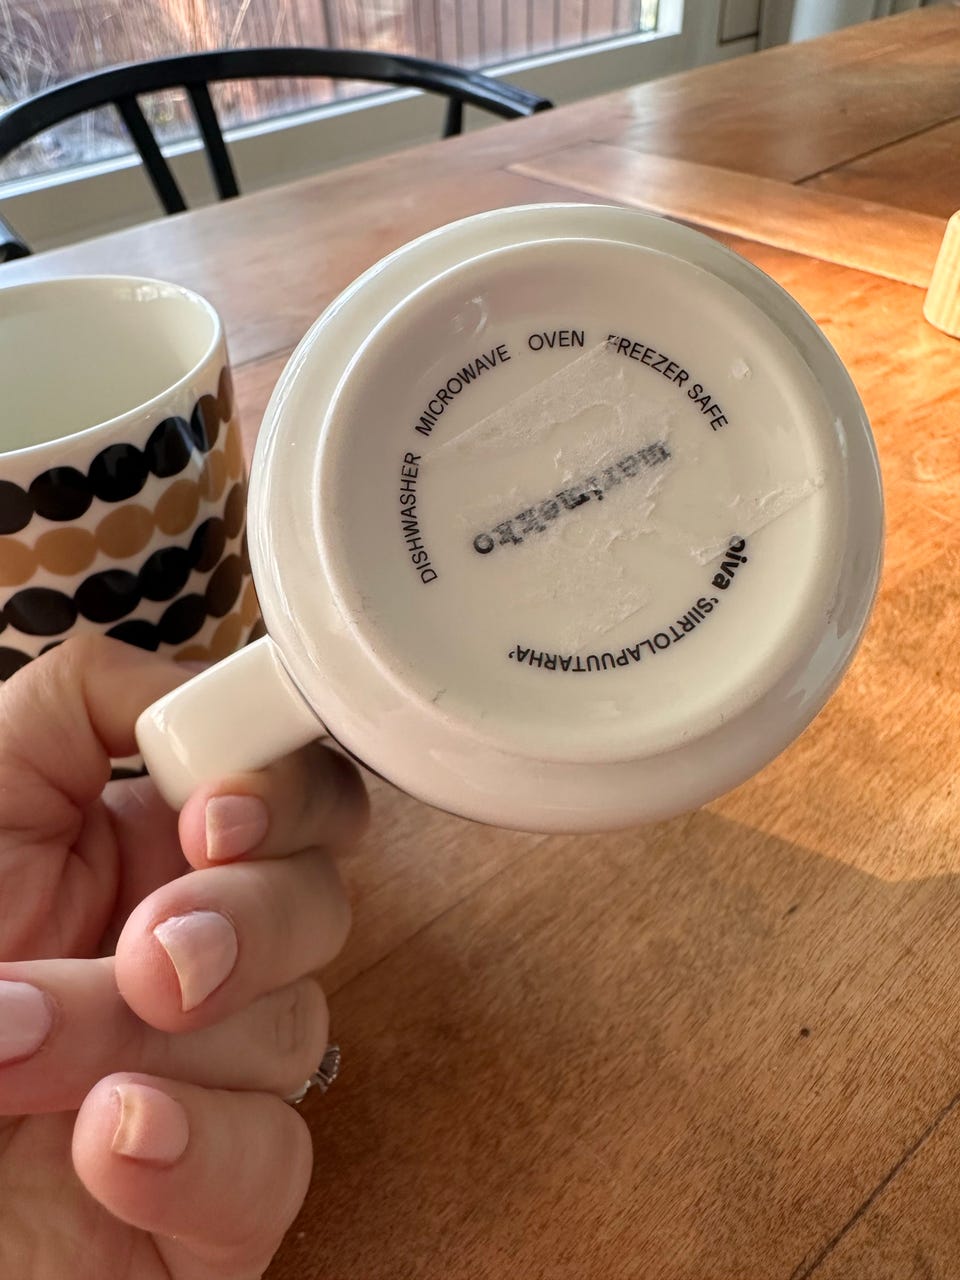 DISHWASHER MICROWAVE OVEN FREEZER SAFE
marimekko
oiva 'SIIRTOLAPUUTARHA'